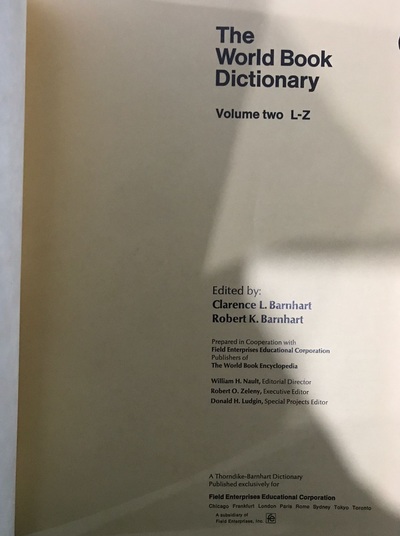 The
World Book
Dictionary
Volume two L-Z
Edited by:
Clarence L. Barnhart
Robert K. Barnhart
Prepared in Cooperation with
Field Enterprises Educational Corporation
Publishers of
The World Book Encyclopedia
William H. Nault, Editorial Director
Robert O. Zeleny, Executive Editor
Donald H. Ludgin, Special Projects Editor
A Thorndike-Barnhart Dictionary
Published exclusively for
Field Enterprises Educational Corporation
Chicago Frankfurt London Paris Rome Sydney Tokyo Toronto
A subsidiary of
Field Enterprises, Inc.